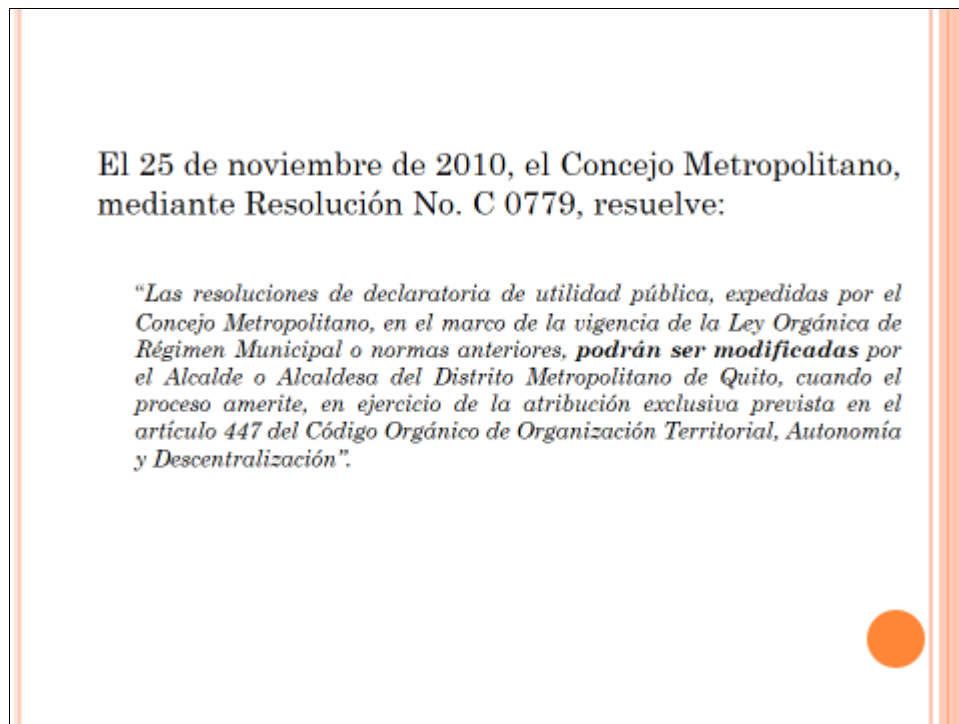 El 25 de noviembre de 2010, el Concejo Metropolitano,
mediante Resolución No. C 0779, resuelve:
“Las resoluciones de declaratoria de utilidad pública, expedidas por el
Concejo Metropolitano, en el marco de la vigencia de la Ley Orgánica de
Régimen Municipal o normas anteriores, podrán ser modificadas por
el Alcalde o Alcaldesa del Distrito Metropolitano de Quito, cuando el
proceso amerite, en ejercicio de la atribución exclusiva prevista en el
artículo 447 del Código Orgánico de Organización Territorial, Autonomía
y Descentralización”.